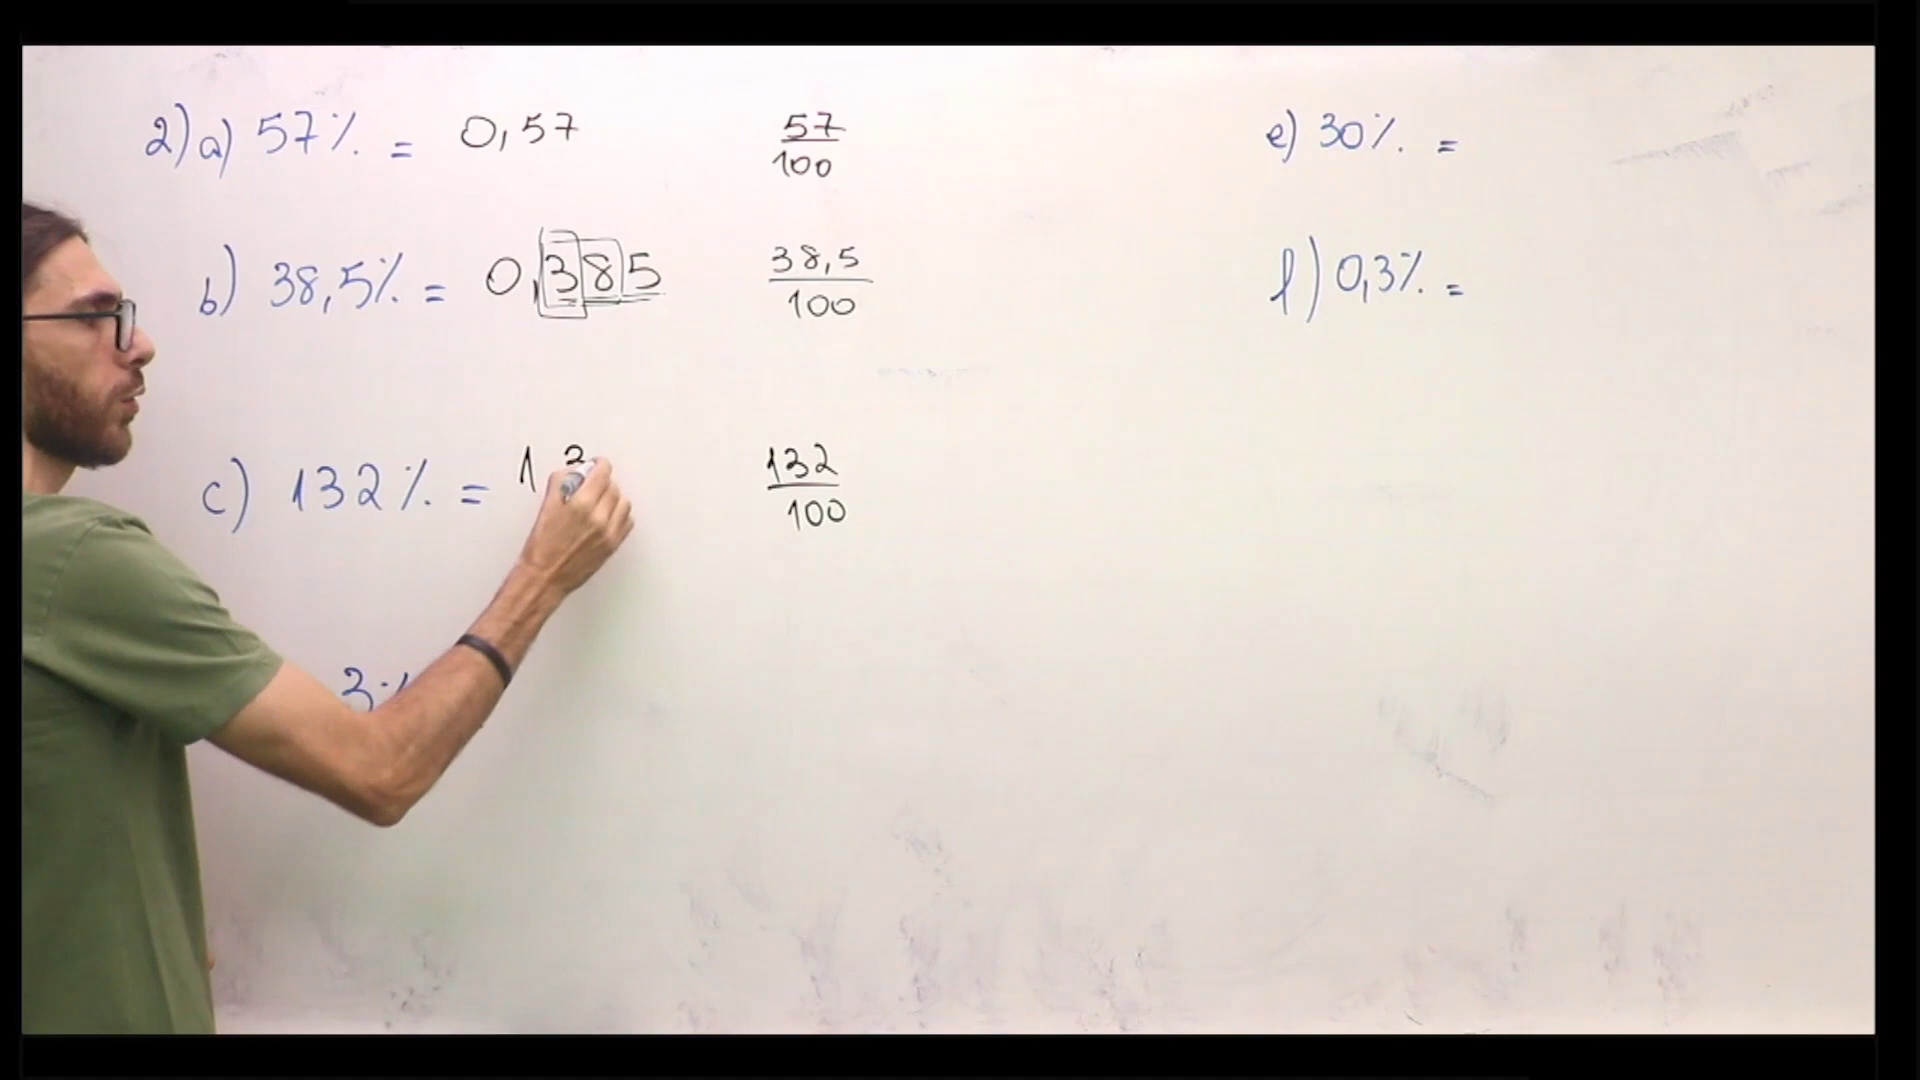 2) a) 57% = 0,57 57/100
b) 38,5% = 0,385 38,5/100
c) 132% = 13 132/100
3%
e) 30% =
f) 0,3% =